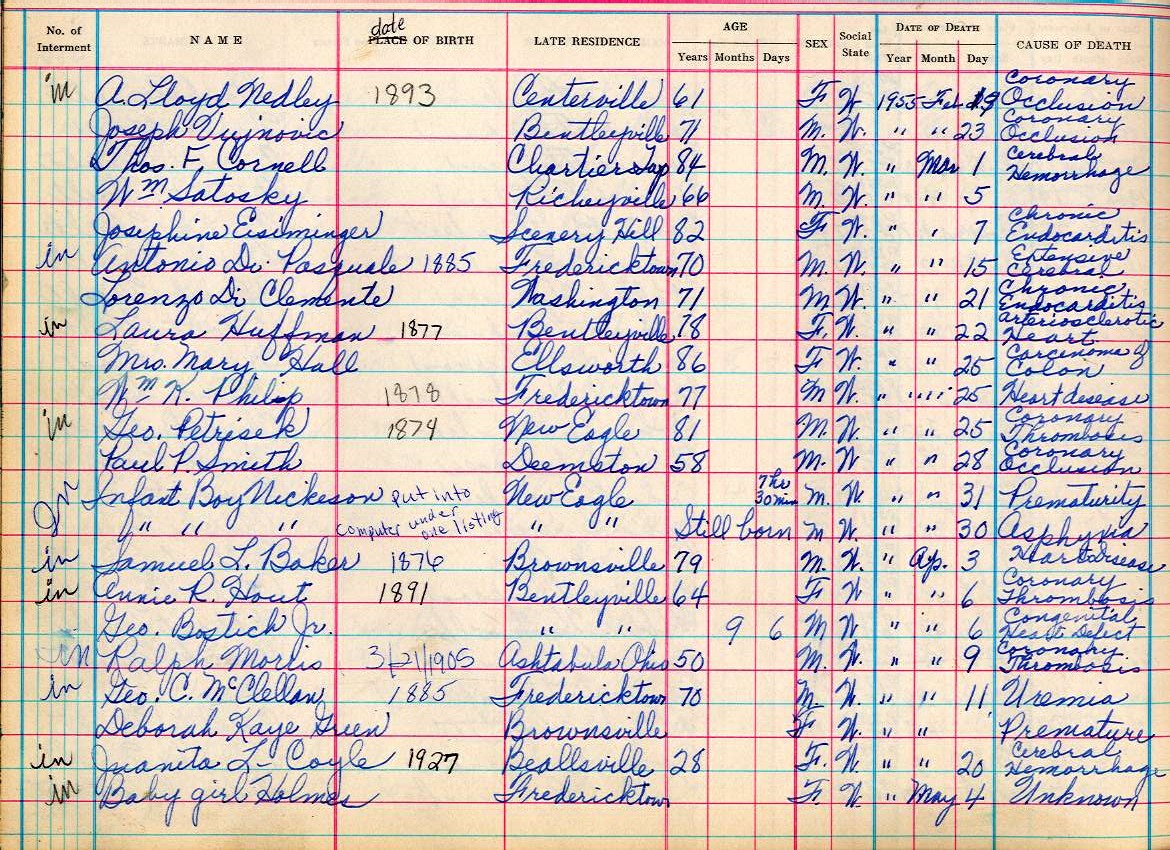 No. of Interment NAME date PLACE OF BIRTH LATE RESIDENCE AGE Years Months Days SEX Social State DATE OF DEATH Year Month Day CAUSE OF DEATH
in A. Lloyd Nedley 1893 Centerville 61 F W. 1955 Feb Coronary Occlusion
Joseph Vujnovic Bentleyville 71 M. W. " " 23 Coronary Occlusion
Thos. F. Cornell Chartiers Twp 84 M. W. " Mar 1 Cerebral Hemorrhage
Wm Satosky Richeyville 66 M. W. " " 5
Josephine Eisiminger Scenery Hill 82 F W. " " 7 Chronic Endocarditis
in Antonio Di Pasquale 1885 Fredericktown 70 M. W. " " 15 Extensive Cerebral
Lorenzo Di Clemente Washington 71 M W. " " 21 Chronic Endocarditis
in Laura Huffman 1877 Bentleyville 78 F. W. " " 22 Arteriosclerotic Heart
Mrs. Mary Hall Ellsworth 86 F W. " " 25 Carcinoma of Colon
Wm K. Philip 1878 Fredericktown 77 M W. " " 25 Heart disease
in Geo. Petrisek 1874 New Eagle 81 M. W. " " 25 Coronary Thrombosis
Paul P. Smith Deemston 58 M. W " " 28 Coronary Occlusion
In Infant Boy Nickeson put into New Eagle 7 hr 30 min M. W. " " 31 Prematurity
" " " computer under one listing " " Still born M W. " " 30 Asphyxia
in Samuel L. Baker 1876 Brownsville 79 M. W. " Ap. 3 Heart Disease
in Annie R. Hout 1891 Bentleyville 64 F W. " " 6 Coronary Thrombosis
Geo. Bostich Jr. " " 9 6 M W " " 6 Congenital Heart Defect
in Ralph Morris 3/21/1905 Ashtabula Ohio 50 M. W. " " 9 Coronary Thrombosis
in Geo. C. McClellan 1885 Fredericktown 70 M. W. " " 11 Uremia
Deborah Kaye Green Brownsville F W. " " Premature
in Juanita L. Coyle 1927 Beallsville 28 F. W. " " 20 Cerebral Hemorrhage
in Baby girl Holmes Fredericktown F. W. " May 4 Unknown